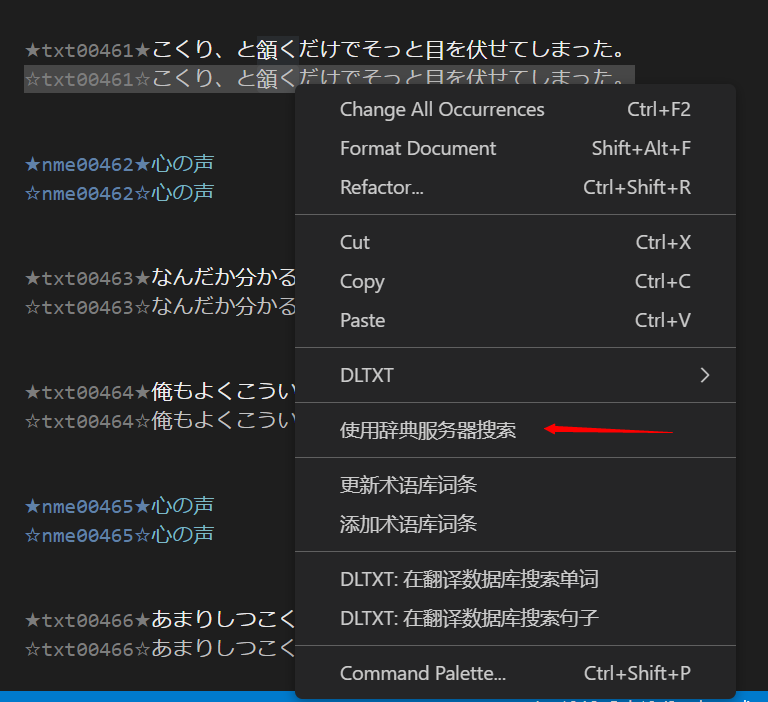 ★txt00461★こくり、と頷くだけでそっと目を伏せてしまった。
☆txt00461☆こくり、と頷くだけでそっと目を伏せてしまった。
★nme00462★心の声
☆nme00462☆心の声
★txt00463★なんだか分かる
☆txt00463☆なんだか分かる
★txt00464★俺もよくこうい
☆txt00464☆俺もよくこうい
★nme00465★心の声
☆nme00465☆心の声
★txt00466★あまりしつこく
☆txt00466☆あまりしつこく
Change All Occurrences Ctrl+F2
Format Document Shift+Alt+F
Refactor... Ctrl+Shift+R
Cut Ctrl+X
Copy Ctrl+C
Paste Ctrl+V
DLTXT
使用辞典服务器搜索
更新术语库词条
添加术语库词条
DLTXT: 在翻译数据库搜索单词
DLTXT: 在翻译数据库搜索句子
Command Palette... Ctrl+Shift+P